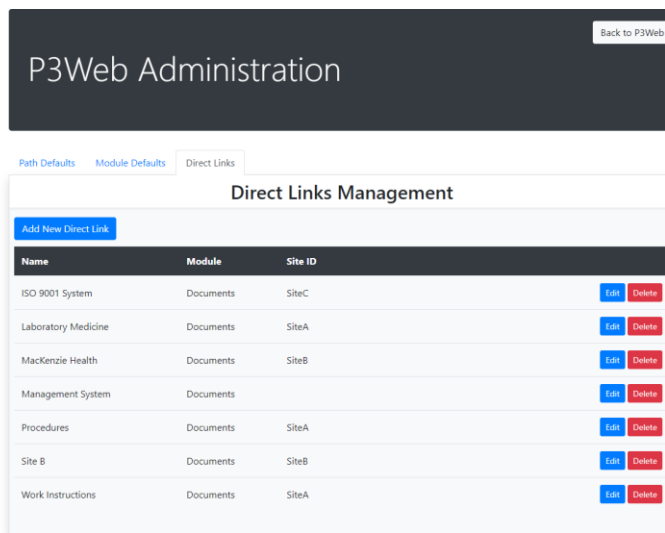 Back to P3Web
P3Web Administration
Path Defaults Module Defaults Direct Links
Direct Links Management
Add New Direct Link
Name Module Site ID
ISO 9001 System Documents SiteC Edit Delete
Laboratory Medicine Documents SiteA Edit Delete
MacKenzie Health Documents SiteB Edit Delete
Management System Documents Edit Delete
Procedures Documents SiteA Edit Delete
Site B Documents SiteB Edit Delete
Work Instructions Documents SiteA Edit Delete